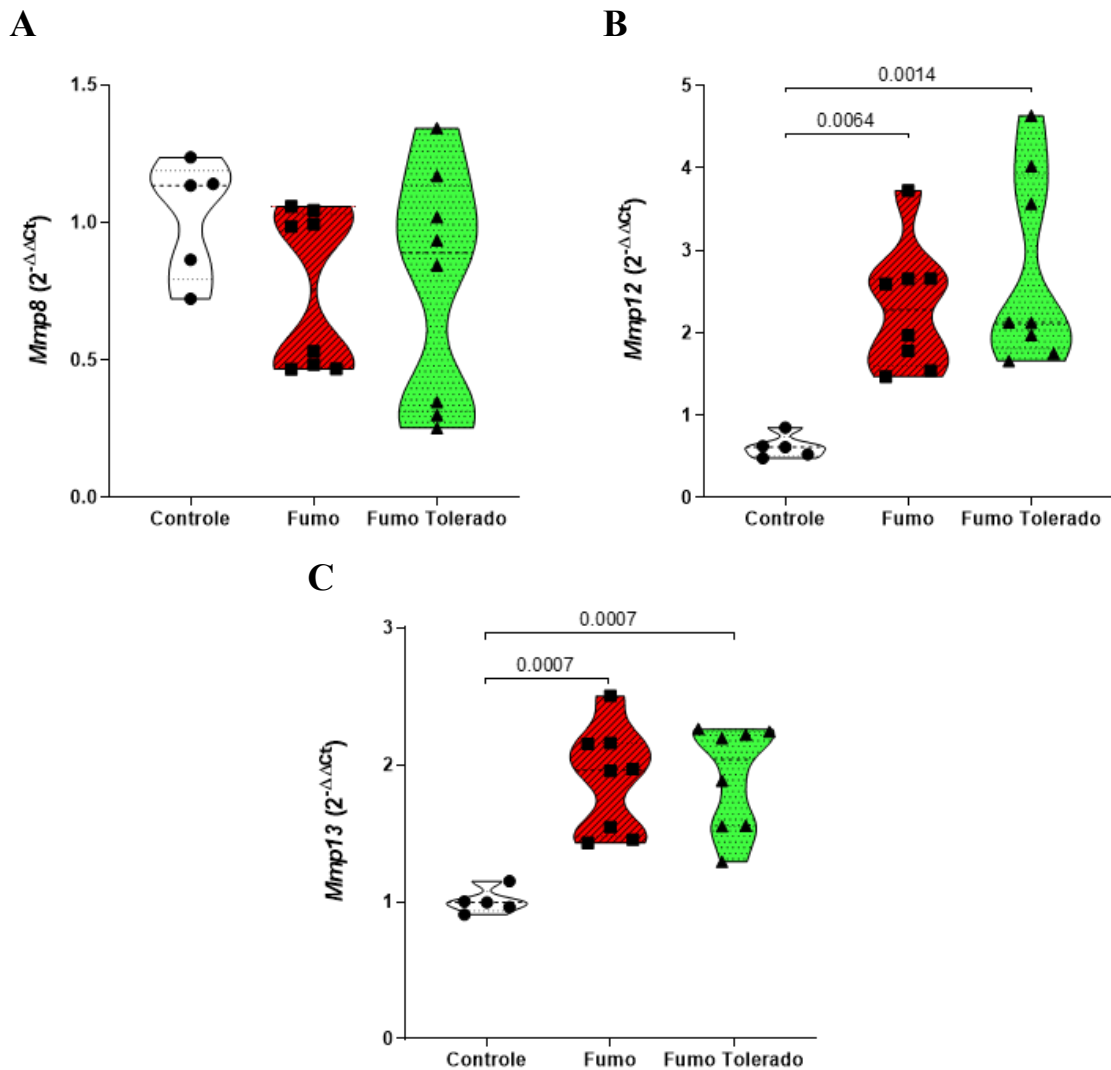 A
Mmp8 (2^-ΔΔCt)
1.5
1.0
0.5
0.0
Controle Fumo Fumo Tolerado
B
Mmp12 (2^-ΔΔCt)
5
4
3
2
1
0
0.0014
0.0064
Controle Fumo Fumo Tolerado
C
Mmp13 (2^-ΔΔCt)
3
2
1
0
0.0007
0.0007
Controle Fumo Fumo Tolerado